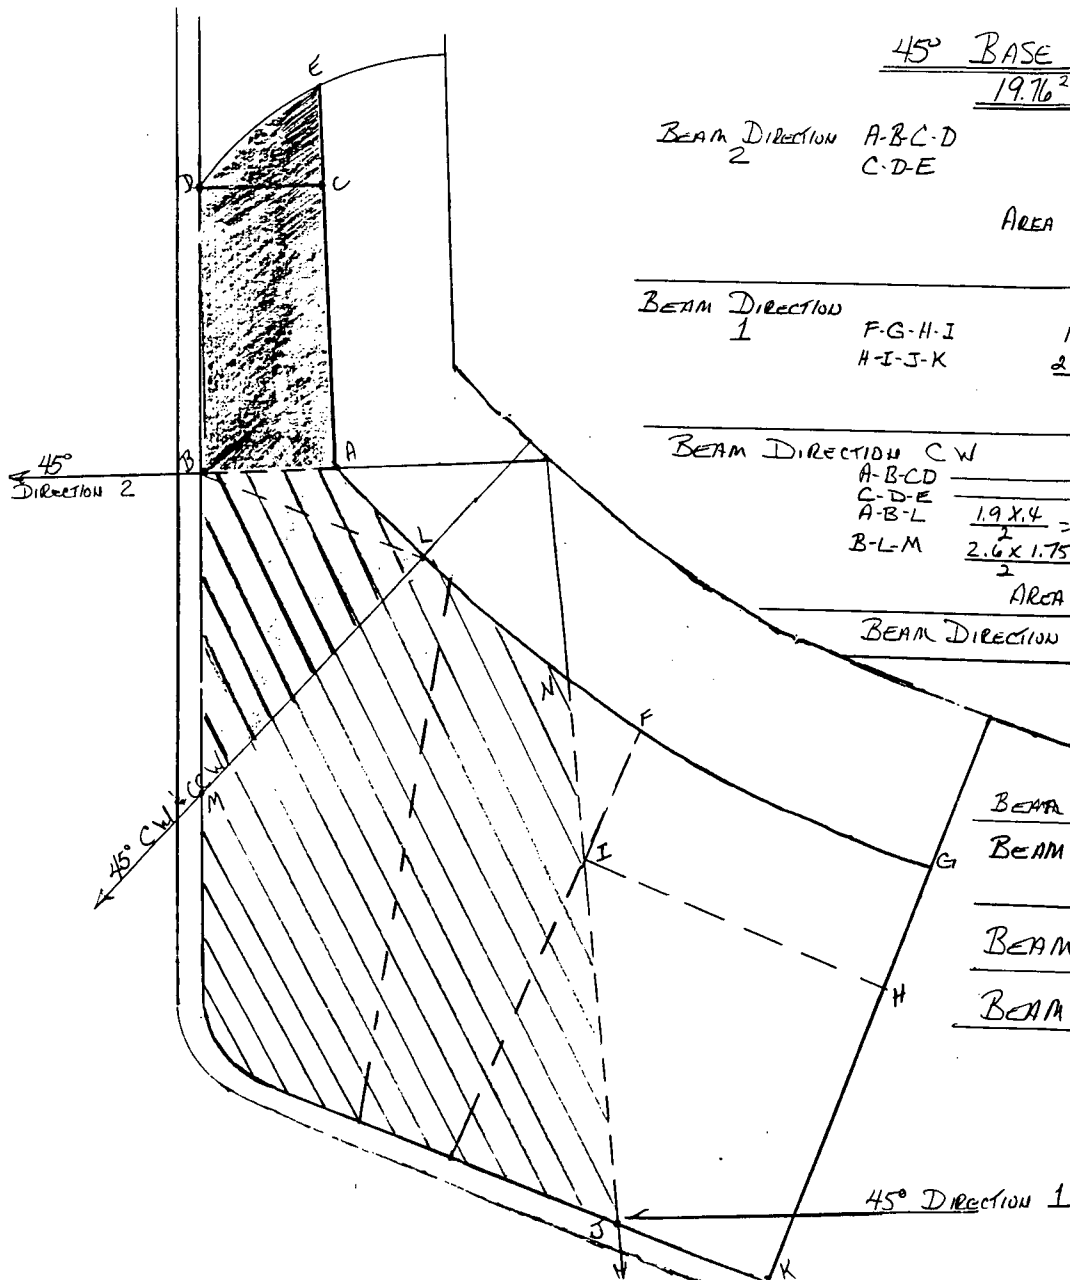 45° BASE
19.76²
BEAM DIRECTION A-B-C-D
2 C-D-E
AREA
BEAM DIRECTION
1 F-G-H-I 1
H-I-J-K 2
BEAM DIRECTION CW
A-B-CD
C-D-E
A-B-L 1.9 X .4 =
2
B-L-M 2.6 X 1.75
2
AREA
BEAM DIRECTION
BEAM
BEAM
BEAM
BEAM
45° DIRECTION 1
45°
DIRECTION 2
45° CW & CCW
E
D
C
B
A
L
N
F
M
I
G
H
J
K